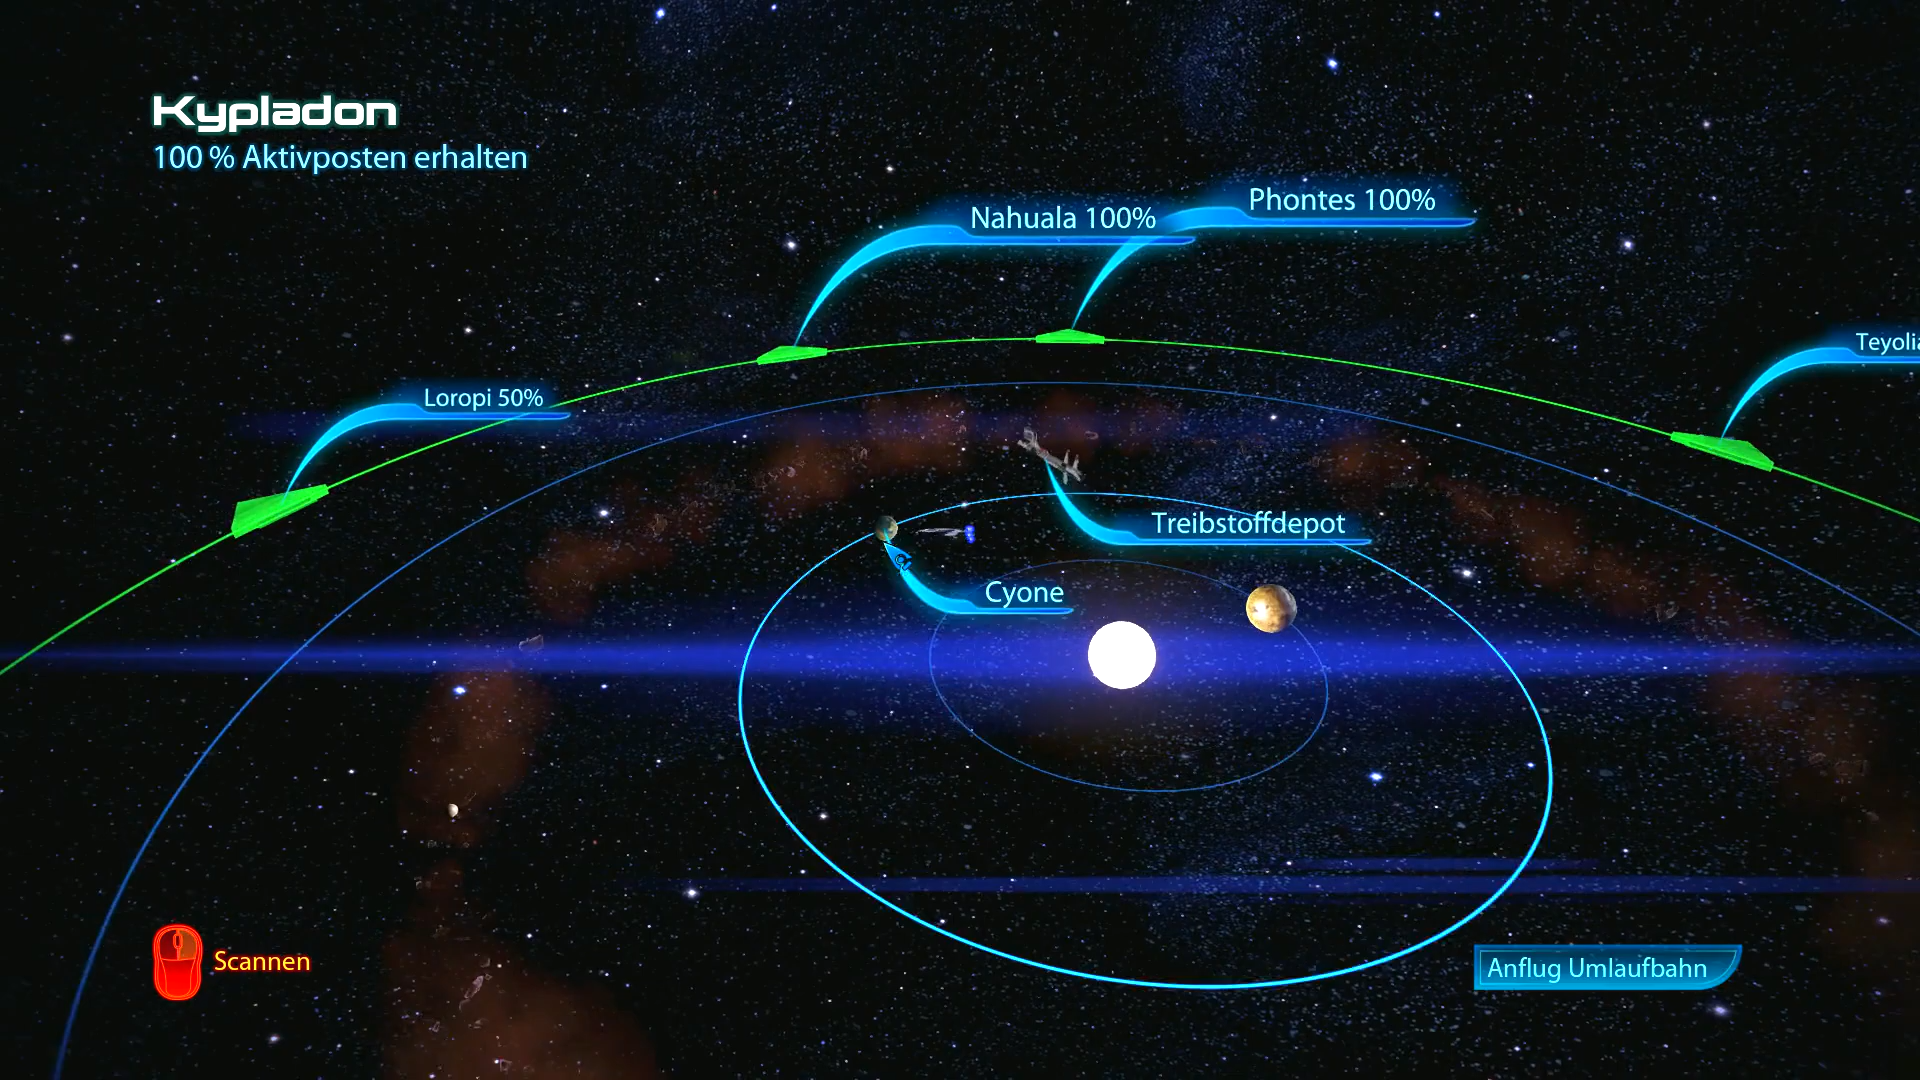 Kypladon
100 % Aktivposten erhalten
Phontes 100%
Nahuala 100%
Loropi 50%
Treibstoffdepot
Cyone
Scannen
Anflug Umlaufbahn